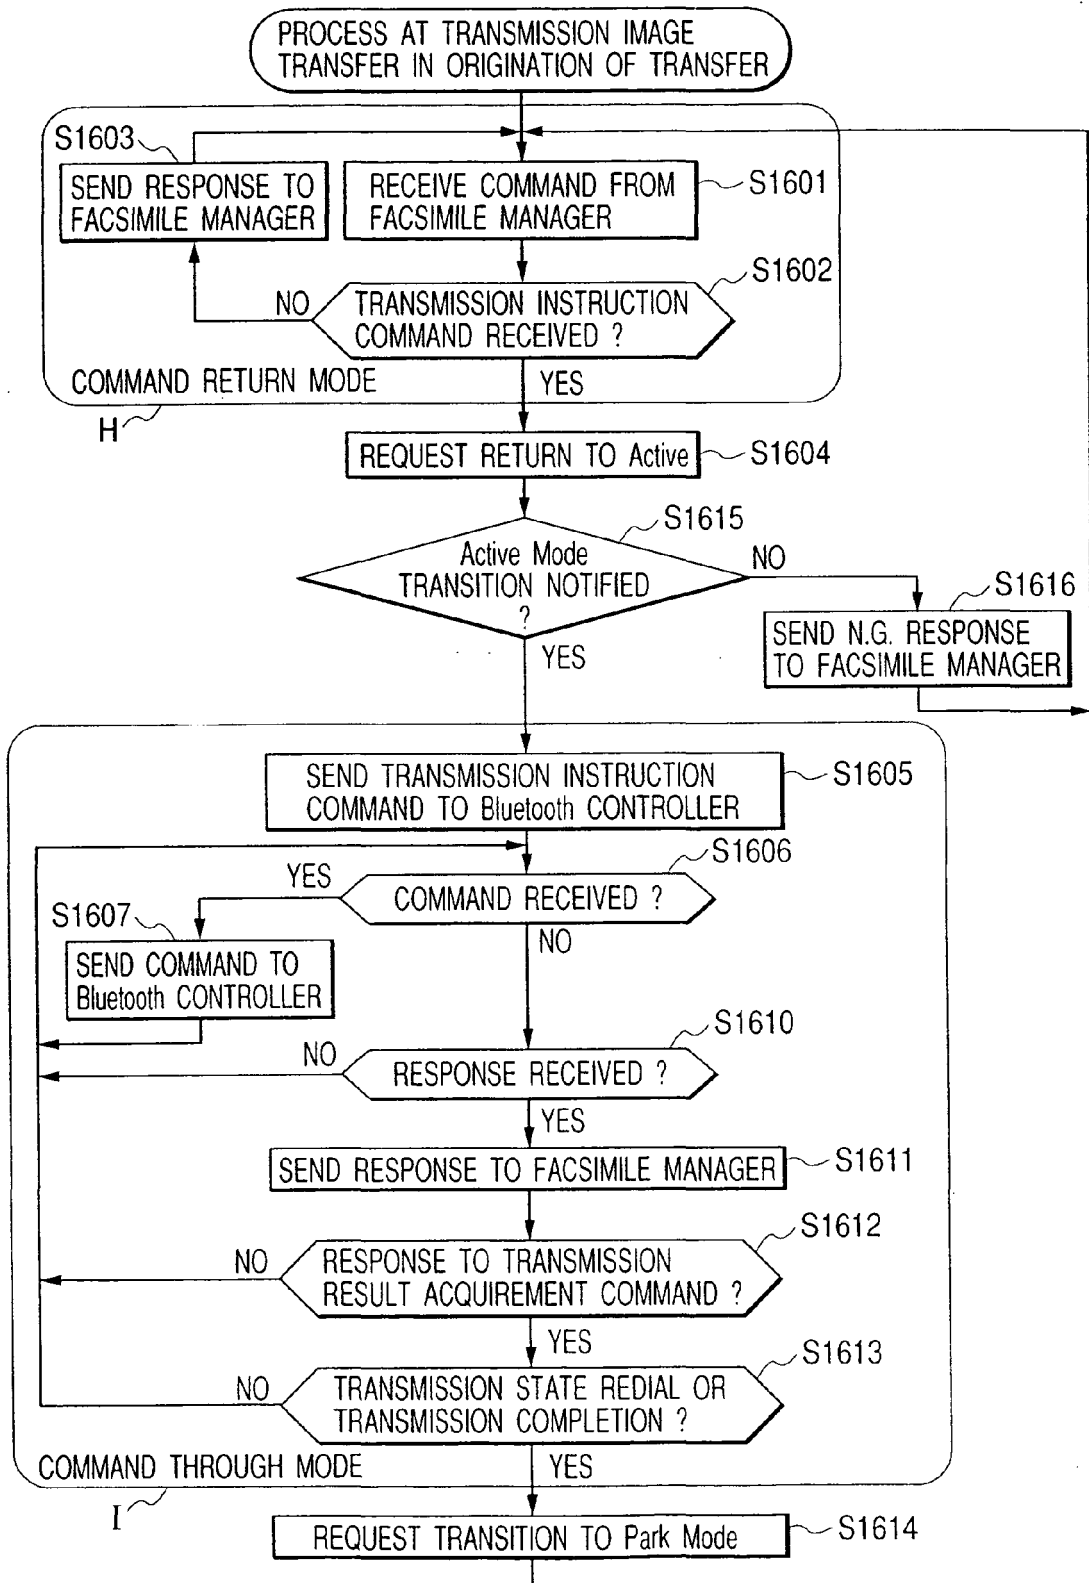 PROCESS AT TRANSMISSION IMAGE
TRANSFER IN ORIGINATION OF TRANSFER
S1603
SEND RESPONSE TO
FACSIMILE MANAGER
RECEIVE COMMAND FROM
FACSIMILE MANAGER
S1601
S1602
NO
TRANSMISSION INSTRUCTION
COMMAND RECEIVED ?
COMMAND RETURN MODE
YES
H
REQUEST RETURN TO Active
S1604
S1615
Active Mode
TRANSITION NOTIFIED
?
NO
S1616
SEND N.G. RESPONSE
TO FACSIMILE MANAGER
YES
SEND TRANSMISSION INSTRUCTION
COMMAND TO Bluetooth CONTROLLER
S1605
S1606
YES
COMMAND RECEIVED ?
S1607
NO
SEND COMMAND TO
Bluetooth CONTROLLER
S1610
NO
RESPONSE RECEIVED ?
YES
SEND RESPONSE TO FACSIMILE MANAGER
S1611
S1612
NO
RESPONSE TO TRANSMISSION
RESULT ACQUIREMENT COMMAND ?
YES
S1613
NO
TRANSMISSION STATE REDIAL OR
TRANSMISSION COMPLETION ?
COMMAND THROUGH MODE
YES
I
REQUEST TRANSITION TO Park Mode
S1614